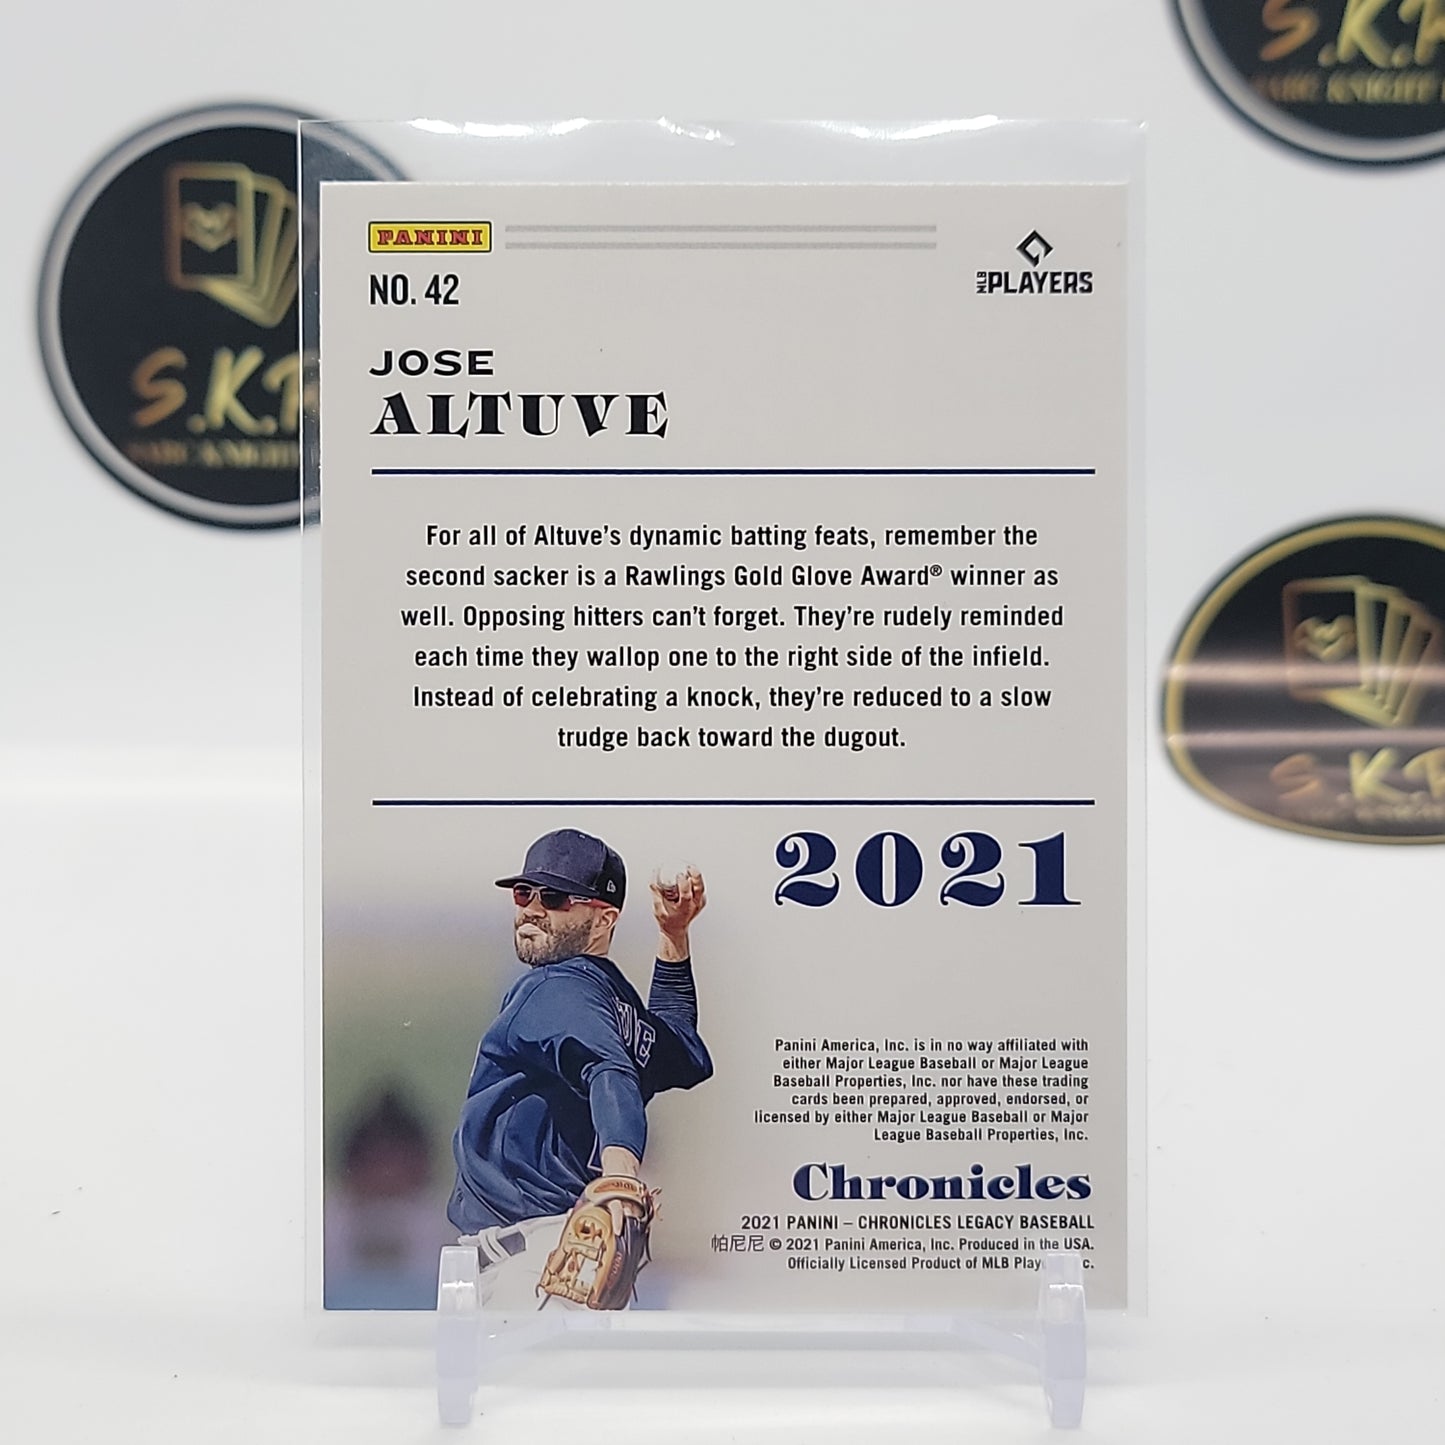 PANINI
NO. 42
MLB PLAYERS
JOSE
ALTUVE
For all of Altuve's dynamic batting feats, remember the
second sacker is a Rawlings Gold Glove Award® winner as
well. Opposing hitters can't forget. They're rudely reminded
each time they wallop one to the right side of the infield.
Instead of celebrating a knock, they're reduced to a slow
trudge back toward the dugout.
2021
Panini America, Inc. is in no way affiliated with
either Major League Baseball or Major League
Baseball Properties, Inc. nor have these trading
cards been prepared, approved, endorsed, or
licensed by either Major League Baseball or Major
League Baseball Properties, Inc.
Chronicles
2021 PANINI – CHRONICLES LEGACY BASEBALL
帕尼尼 © 2021 Panini America, Inc. Produced in the USA.
Officially Licensed Product of MLB
S.K.
S.K.
KNIGHT
S.K.